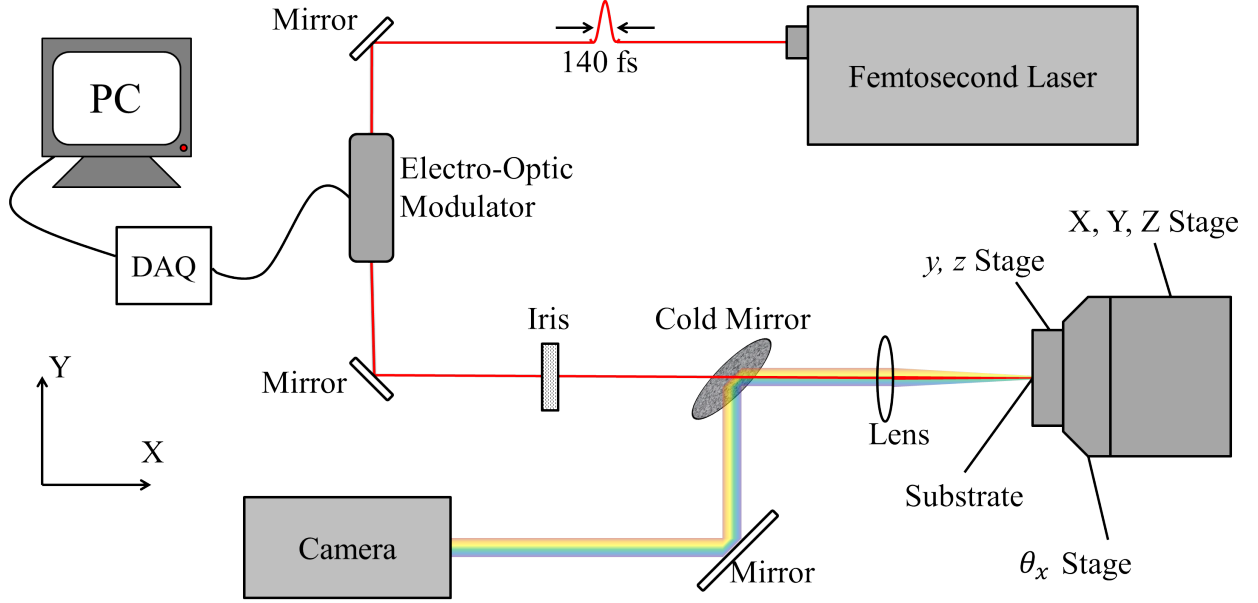 Mirror
140 fs
Femtosecond Laser
PC
Electro-Optic
Modulator
DAQ
X, Y, Z Stage
y, z Stage
Iris
Cold Mirror
Mirror
Y
X
Lens
Substrate
Camera
Mirror
θₓ Stage